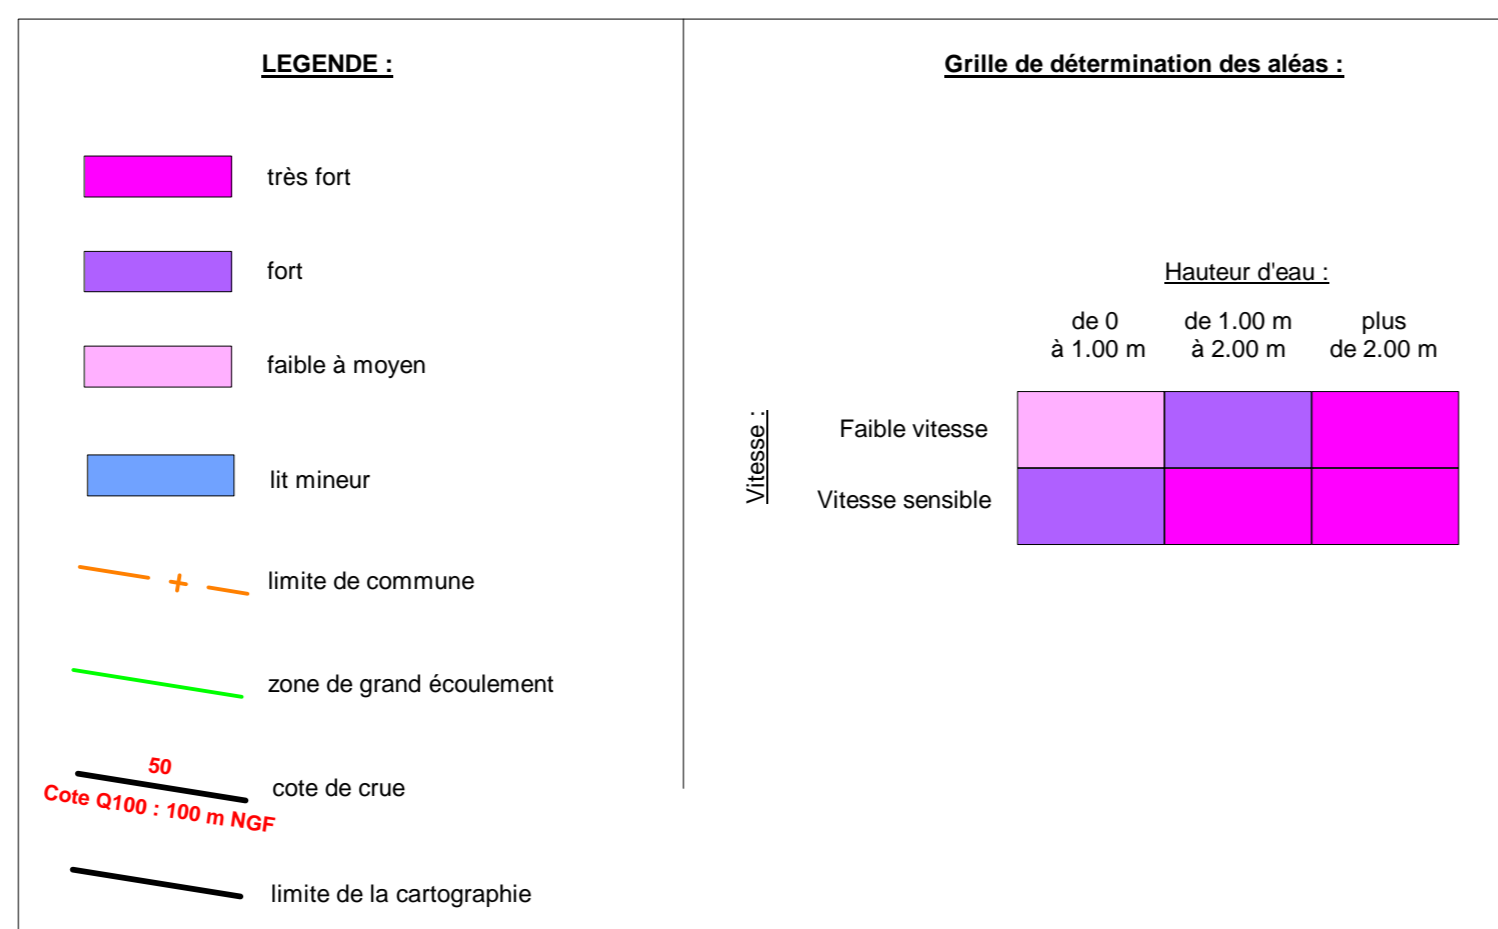 LEGENDE :
très fort
fort
faible à moyen
lit mineur
limite de commune
zone de grand écoulement
50
Cote Q100 : 100 m NGF
cote de crue
limite de la cartographie
Grille de détermination des aléas :
Hauteur d'eau :
de 0
à 1.00 m
de 1.00 m
à 2.00 m
plus
de 2.00 m
Vitesse :
Faible vitesse
Vitesse sensible